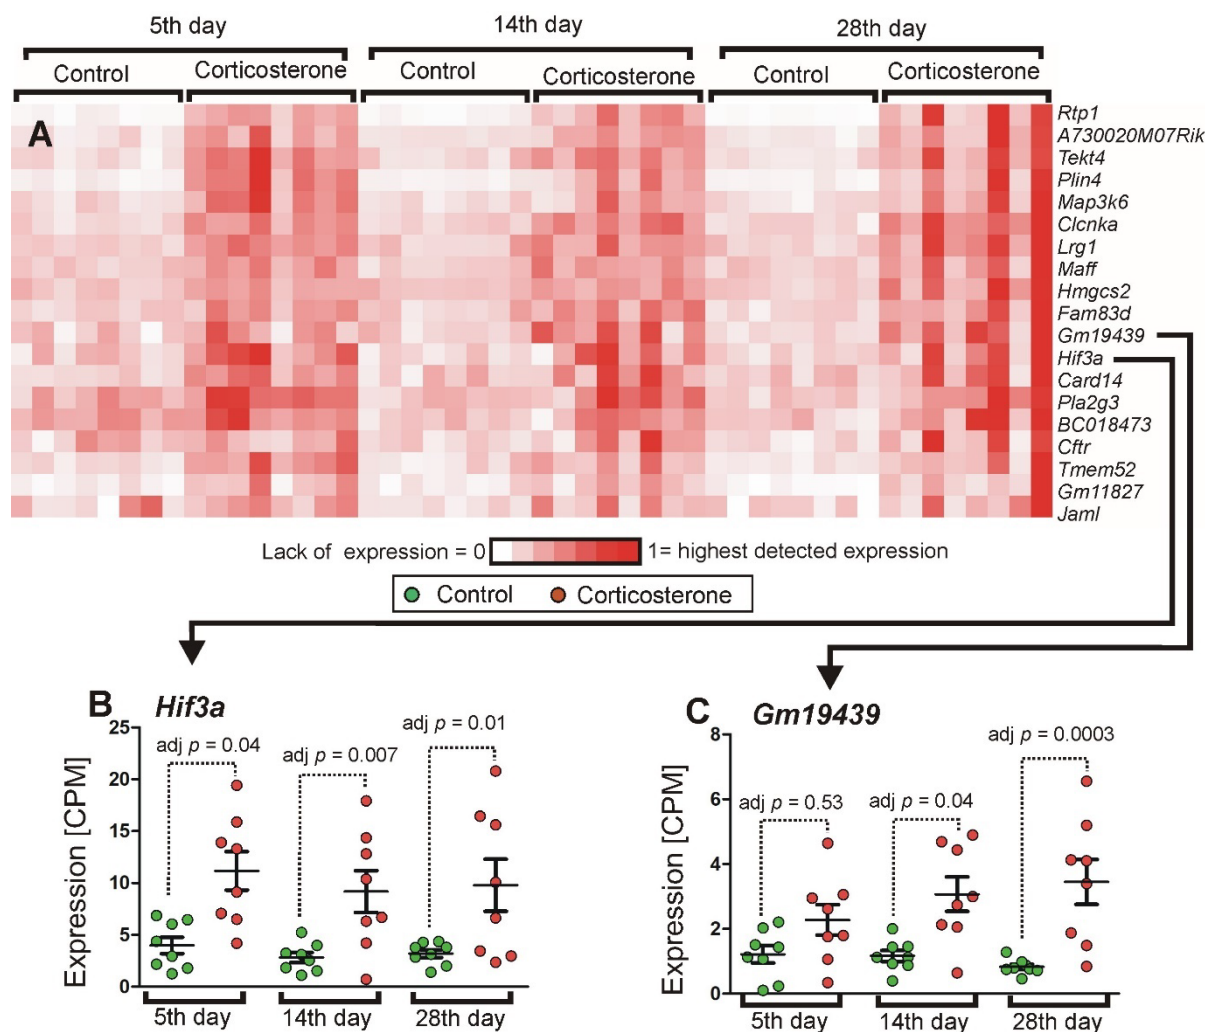 5th day 14th day 28th day
Control Corticosterone Control Corticosterone Control Corticosterone
A
Rtp1
A730020M07Rik
Tekt4
Plin4
Map3k6
Clcnka
Lrg1
Maff
Hmgcs2
Fam83d
Gm19439
Hif3a
Card14
Pla2g3
BC018473
Cftr
Tmem52
Gm11827
Jaml
Lack of expression = 0 1= highest detected expression
Control Corticosterone
B Hif3a
Expression [CPM]
25
20
15
10
5
0
adj p = 0.04
adj p = 0.007
adj p = 0.01
5th day 14th day 28th day
C Gm19439
Expression [CPM]
8
6
4
2
0
adj p = 0.53
adj p = 0.04
adj p = 0.0003
5th day 14th day 28th day